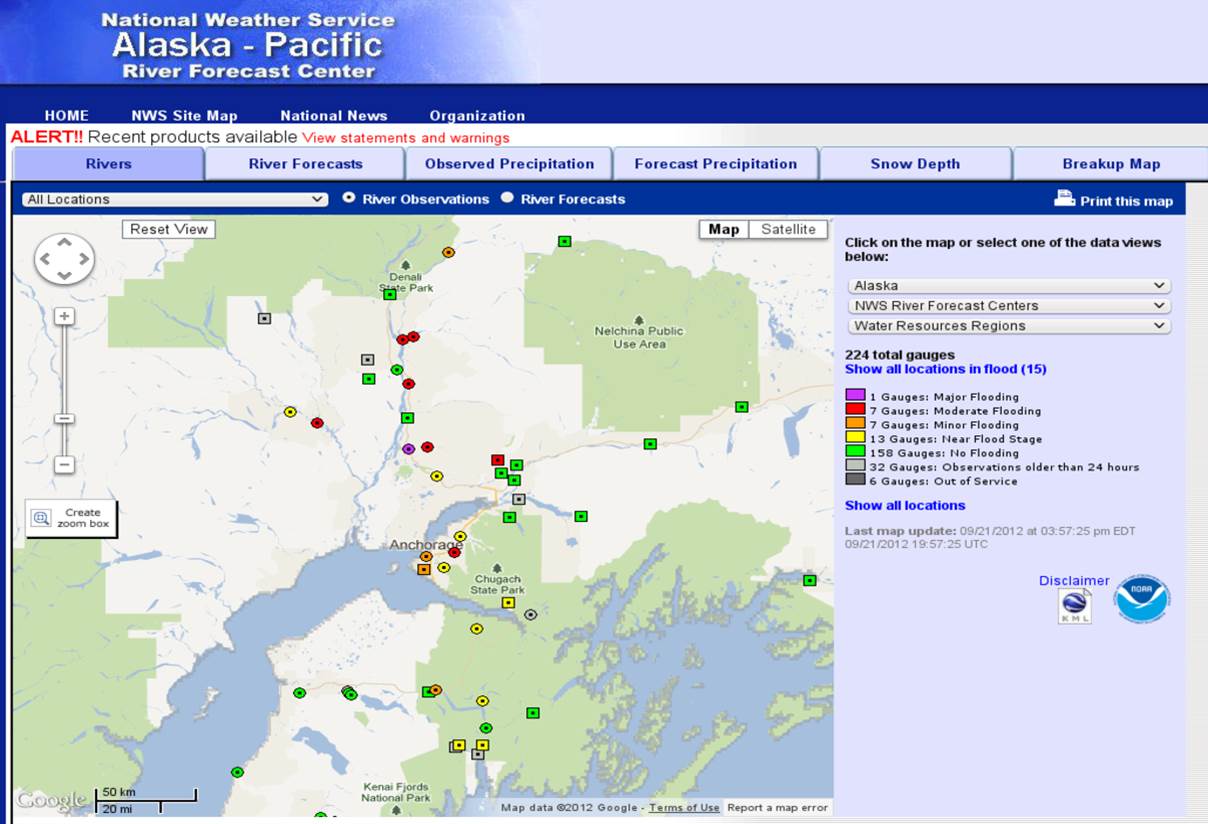 National Weather Service
Alaska - Pacific
River Forecast Center
HOME NWS Site Map National News Organization
ALERT!! Recent products available View statements and warnings
Rivers River Forecasts Observed Precipitation Forecast Precipitation Snow Depth Breakup Map
All Locations River Observations River Forecasts Print this map
Reset View Map Satellite
Denali
State Park
Nelchina Public
Use Area
Create
zoom box
Anchorage
Chugach
State Park
Kenai Fjords
National Park
Google
50 km
20 mi
Map data ©2012 Google - Terms of Use Report a map error
Click on the map or select one of the data views
below:
Alaska
NWS River Forecast Centers
Water Resources Regions
224 total gauges
Show all locations in flood (15)
1 Gauges: Major Flooding
7 Gauges: Moderate Flooding
7 Gauges: Minor Flooding
13 Gauges: Near Flood Stage
158 Gauges: No Flooding
32 Gauges: Observations older than 24 hours
6 Gauges: Out of Service
Show all locations
Last map update: 09/21/2012 at 03:57:25 pm EDT
09/21/2012 19:57:25 UTC
Disclaimer
KML
NOAA